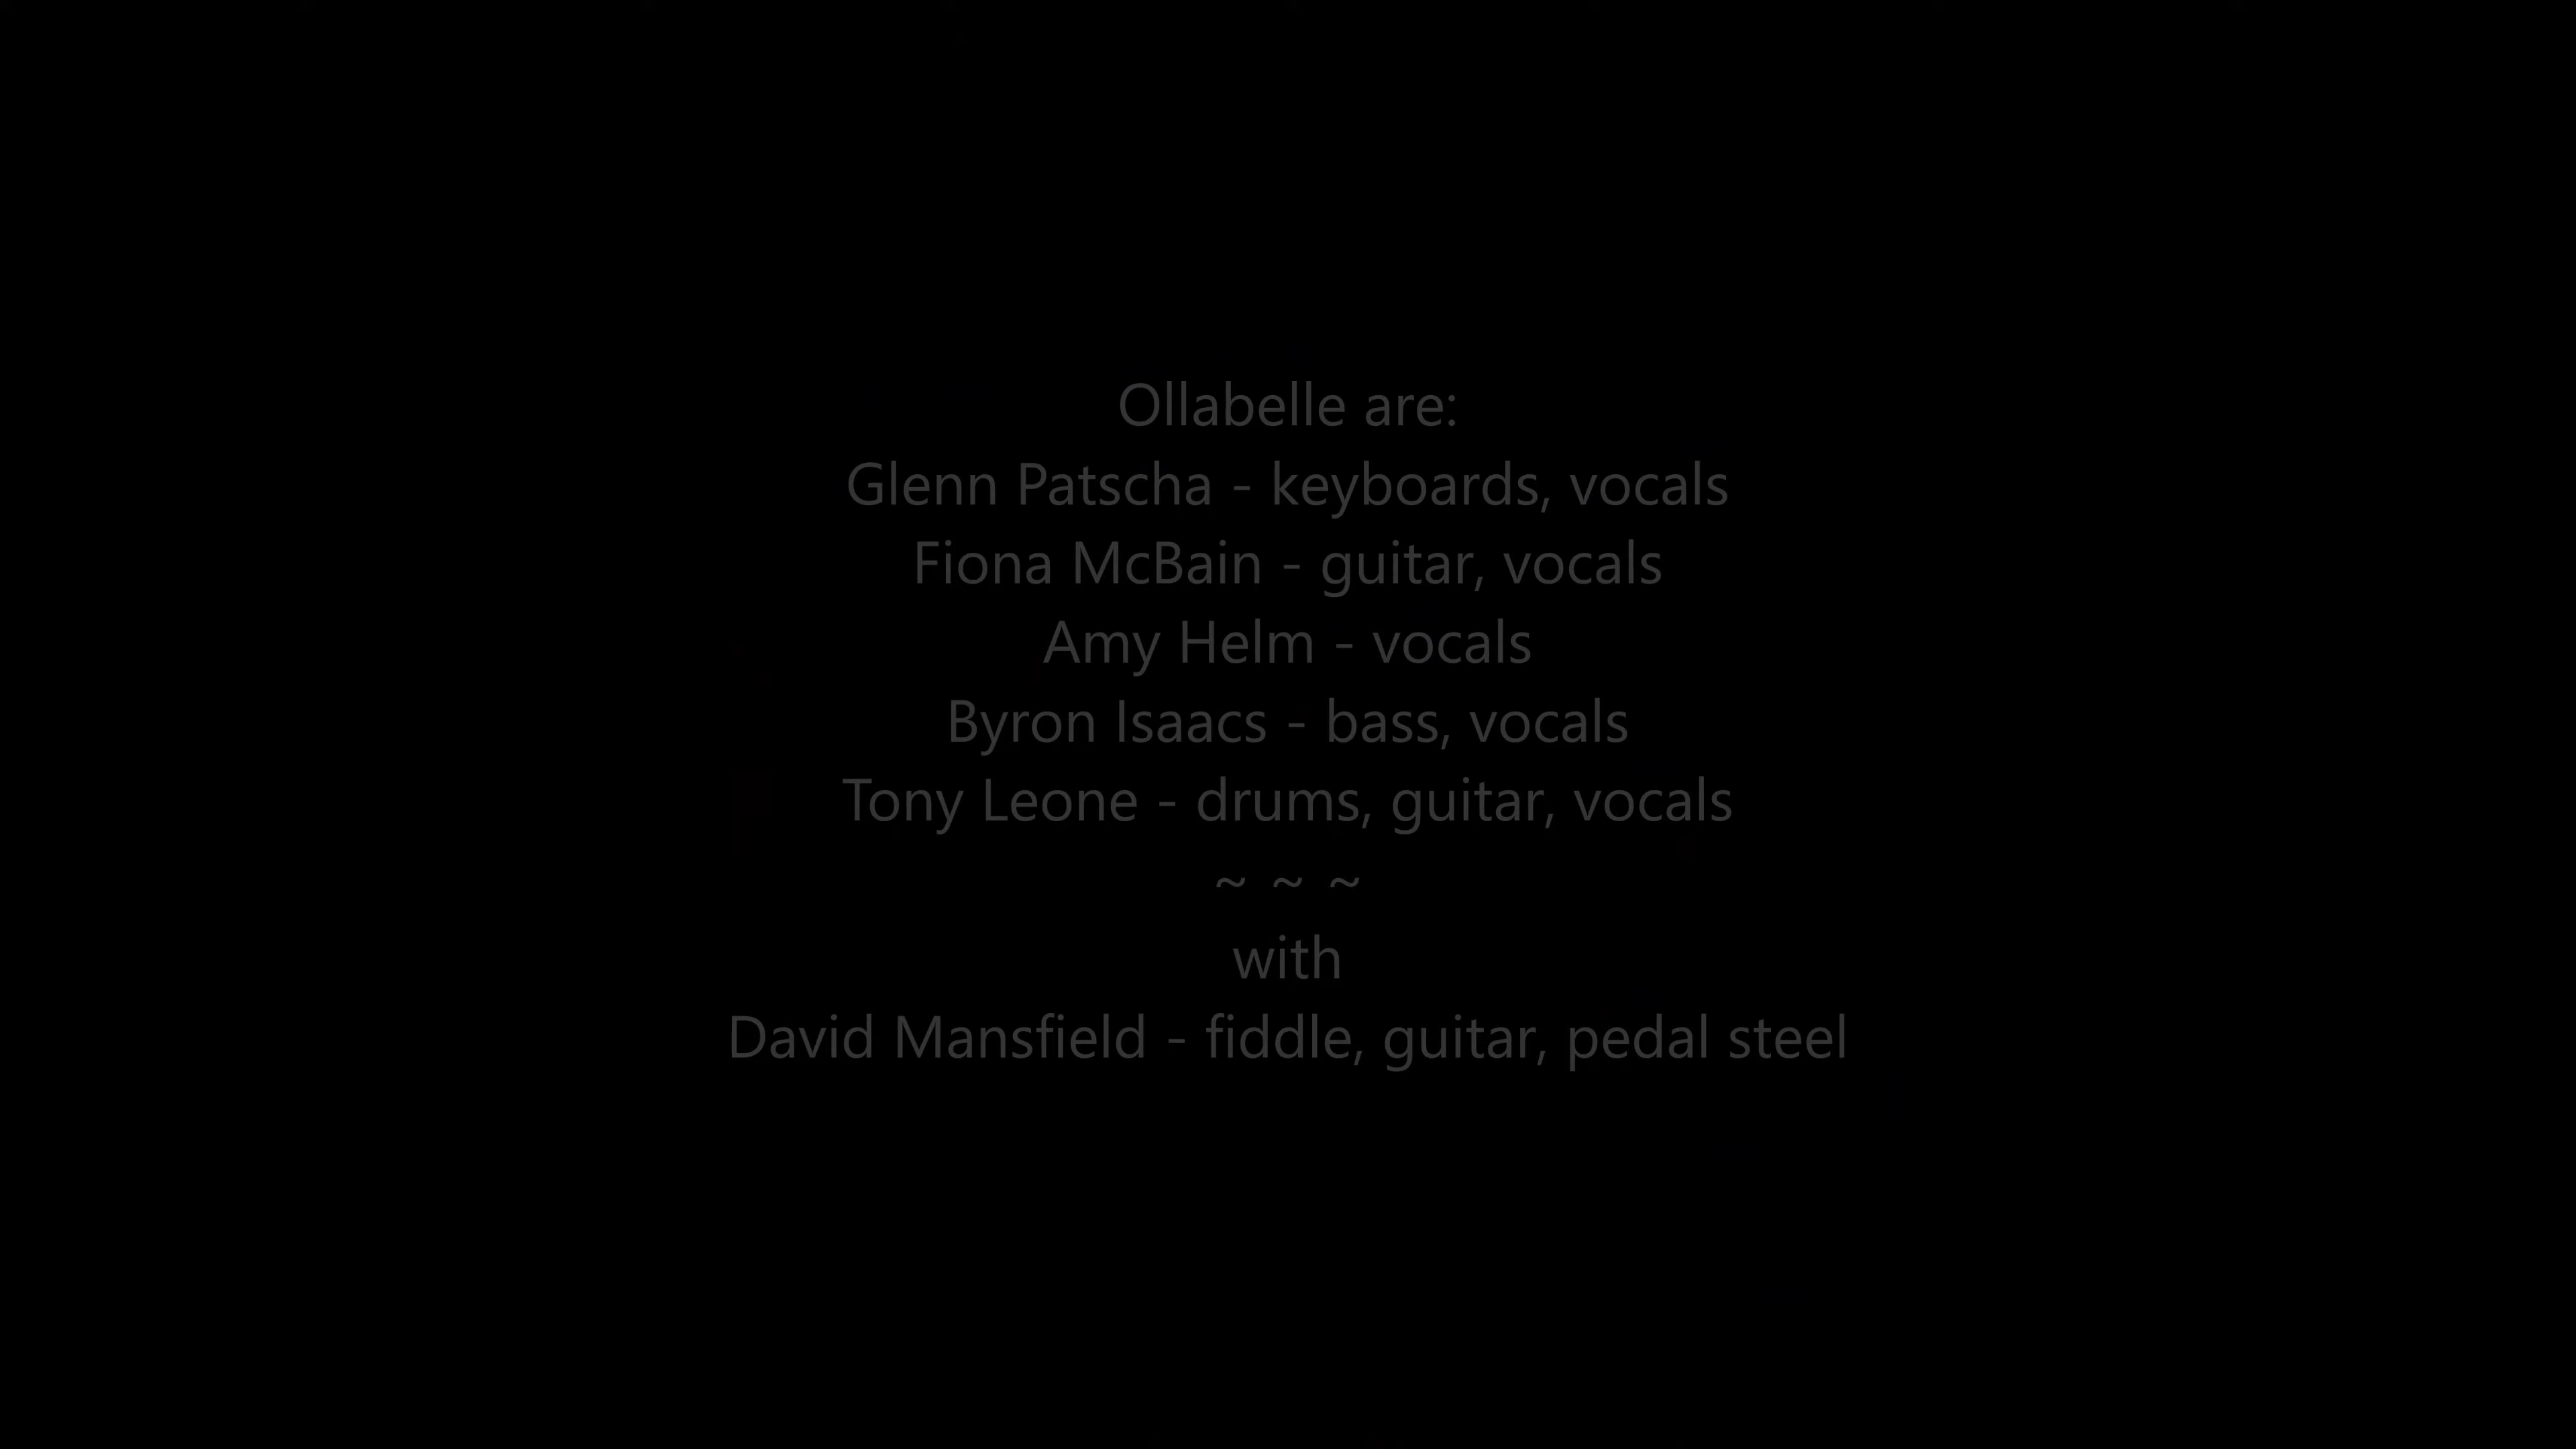 Ollabelle are:
Glenn Patscha - keyboards, vocals
Fiona McBain - guitar, vocals
Amy Helm - vocals
Byron Isaacs - bass, vocals
Tony Leone - drums, guitar, vocals
~ ~ ~
with
David Mansfield - fiddle, guitar, pedal steel